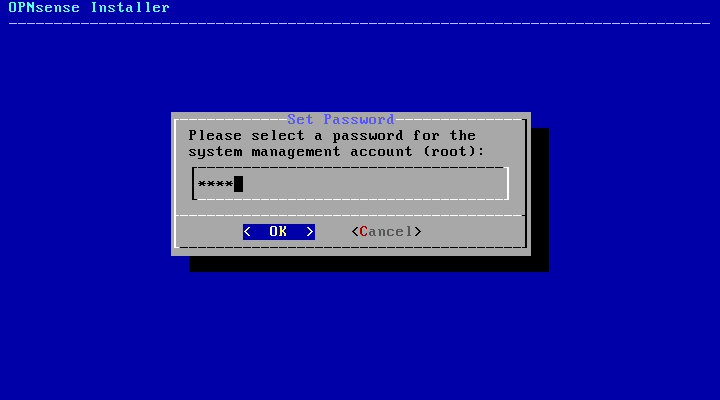 OPNsense Installer
Set Password
Please select a password for the
system management account (root):
****
< OK > <Cancel>